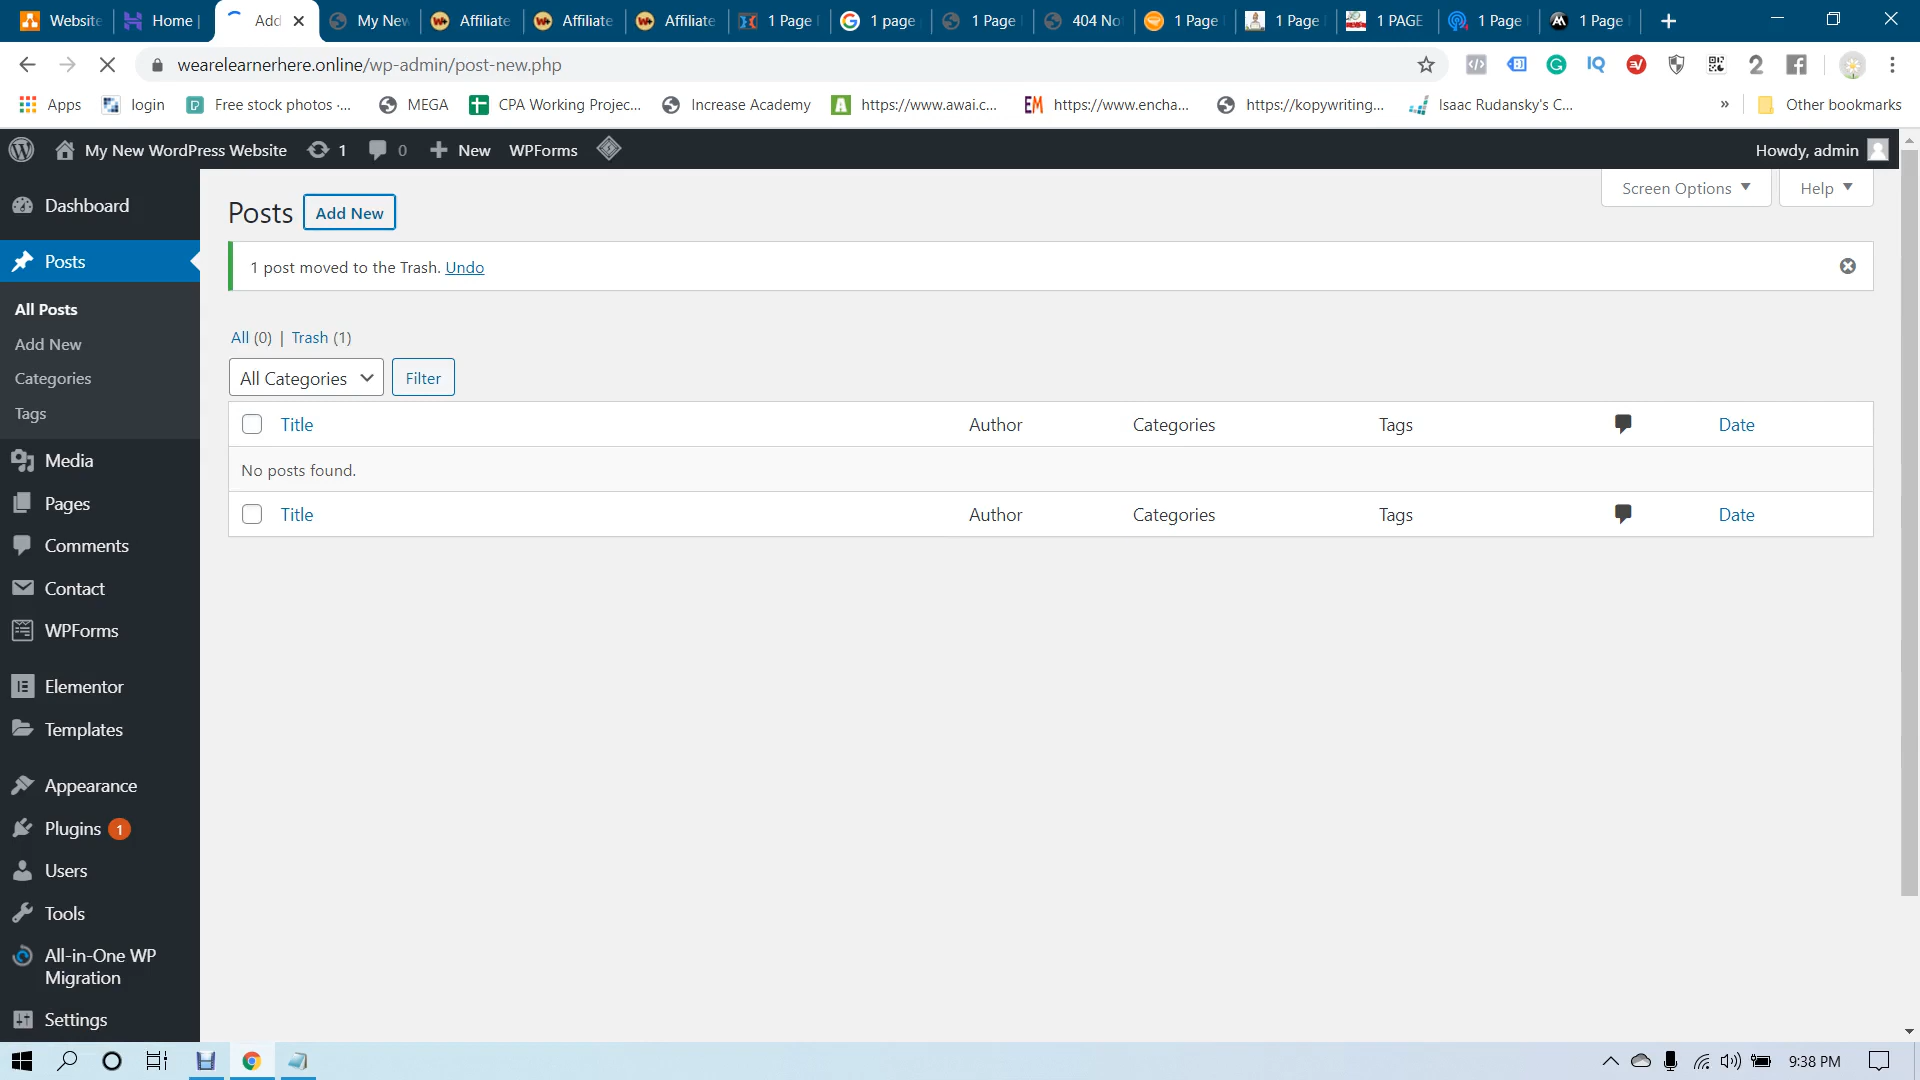 Website
Home
Add
My New
Affiliate
Affiliate
Affiliate
1 Page
1 page
1 Page
404 No
1 Page
1 Page
1 PAGE
1 Page
1 Page
wearelearnerhere.online/wp-admin/post-new.php
Apps
login
Free stock photos ·...
MEGA
CPA Working Projec...
Increase Academy
https://www.awai.c...
https://www.encha...
https://kopywriting...
Isaac Rudansky's C...
»
Other bookmarks
My New WordPress Website
1
0
New
WPForms
Howdy, admin
Dashboard
Posts
All Posts
Add New
Categories
Tags
Media
Pages
Comments
Contact
WPForms
Elementor
Templates
Appearance
Plugins 1
Users
Tools
All-in-One WP
Migration
Settings
Screen Options
Help
Posts
Add New
1 post moved to the Trash. Undo
All (0) | Trash (1)
All Categories
Filter
Title
Author
Categories
Tags
Date
No posts found.
Title
Author
Categories
Tags
Date
9:38 PM